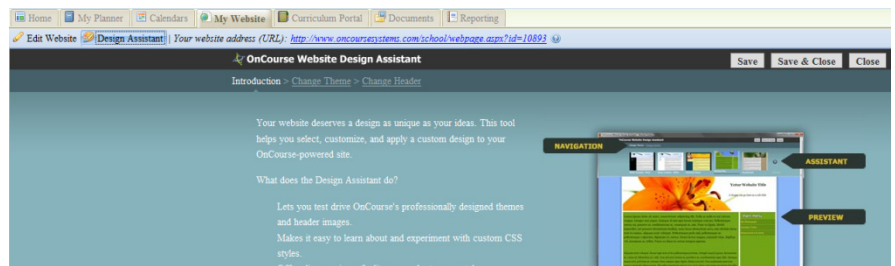 Home My Planner Calendars My Website Curriculum Portal Documents Reporting
Edit Website Design Assistant | Your website address (URL): http://www.oncoursesystems.com/school/webpage.aspx?id=10893
OnCourse Website Design Assistant Save Save & Close Close
Introduction > Change Theme > Change Header
Your website deserves a design as unique as your ideas. This tool
helps you select, customize, and apply a custom design to your
OnCourse-powered site.
NAVIGATION
ASSISTANT
What does the Design Assistant do?
Your Website Title
Lets you test drive OnCourse's professionally designed themes
and header images.
PREVIEW
Makes it easy to learn about and experiment with custom CSS
styles.